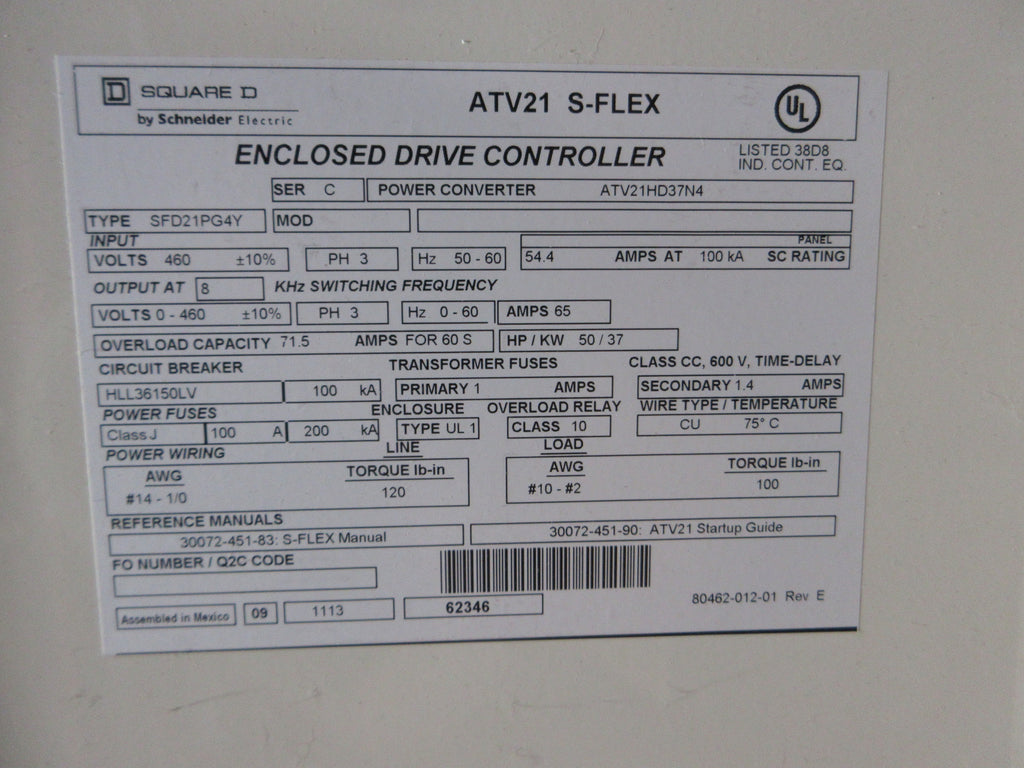 D SQUARE D
by Schneider Electric
ATV21 S-FLEX
UL
LISTED 38D8
IND. CONT. EQ.
ENCLOSED DRIVE CONTROLLER
SER C POWER CONVERTER ATV21HD37N4
TYPE SFD21PG4Y MOD
INPUT PANEL
VOLTS 460 ±10% PH 3 Hz 50 - 60 54.4 AMPS AT 100 kA SC RATING
OUTPUT AT 8 KHz SWITCHING FREQUENCY
VOLTS 0 - 460 ±10% PH 3 Hz 0 - 60 AMPS 65
OVERLOAD CAPACITY 71.5 AMPS FOR 60 S HP / KW 50 / 37
CIRCUIT BREAKER TRANSFORMER FUSES CLASS CC, 600 V, TIME-DELAY
HLL36150LV 100 kA PRIMARY 1 AMPS SECONDARY 1.4 AMPS
POWER FUSES ENCLOSURE OVERLOAD RELAY WIRE TYPE / TEMPERATURE
Class J 100 A 200 kA TYPE UL 1 CLASS 10 CU 75° C
POWER WIRING LINE LOAD
AWG TORQUE lb-in AWG TORQUE lb-in
#14 - 1/0 120 #10 - #2 100
REFERENCE MANUALS
30072-451-83: S-FLEX Manual 30072-451-90: ATV21 Startup Guide
FO NUMBER / Q2C CODE
Assembled in Mexico 09 1113 62346 80462-012-01 Rev E